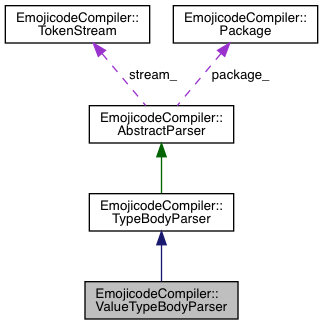 EmojicodeCompiler::
TokenStream
EmojicodeCompiler::
Package
stream_
package_
EmojicodeCompiler::
AbstractParser
EmojicodeCompiler::
TypeBodyParser
EmojicodeCompiler::
ValueTypeBodyParser